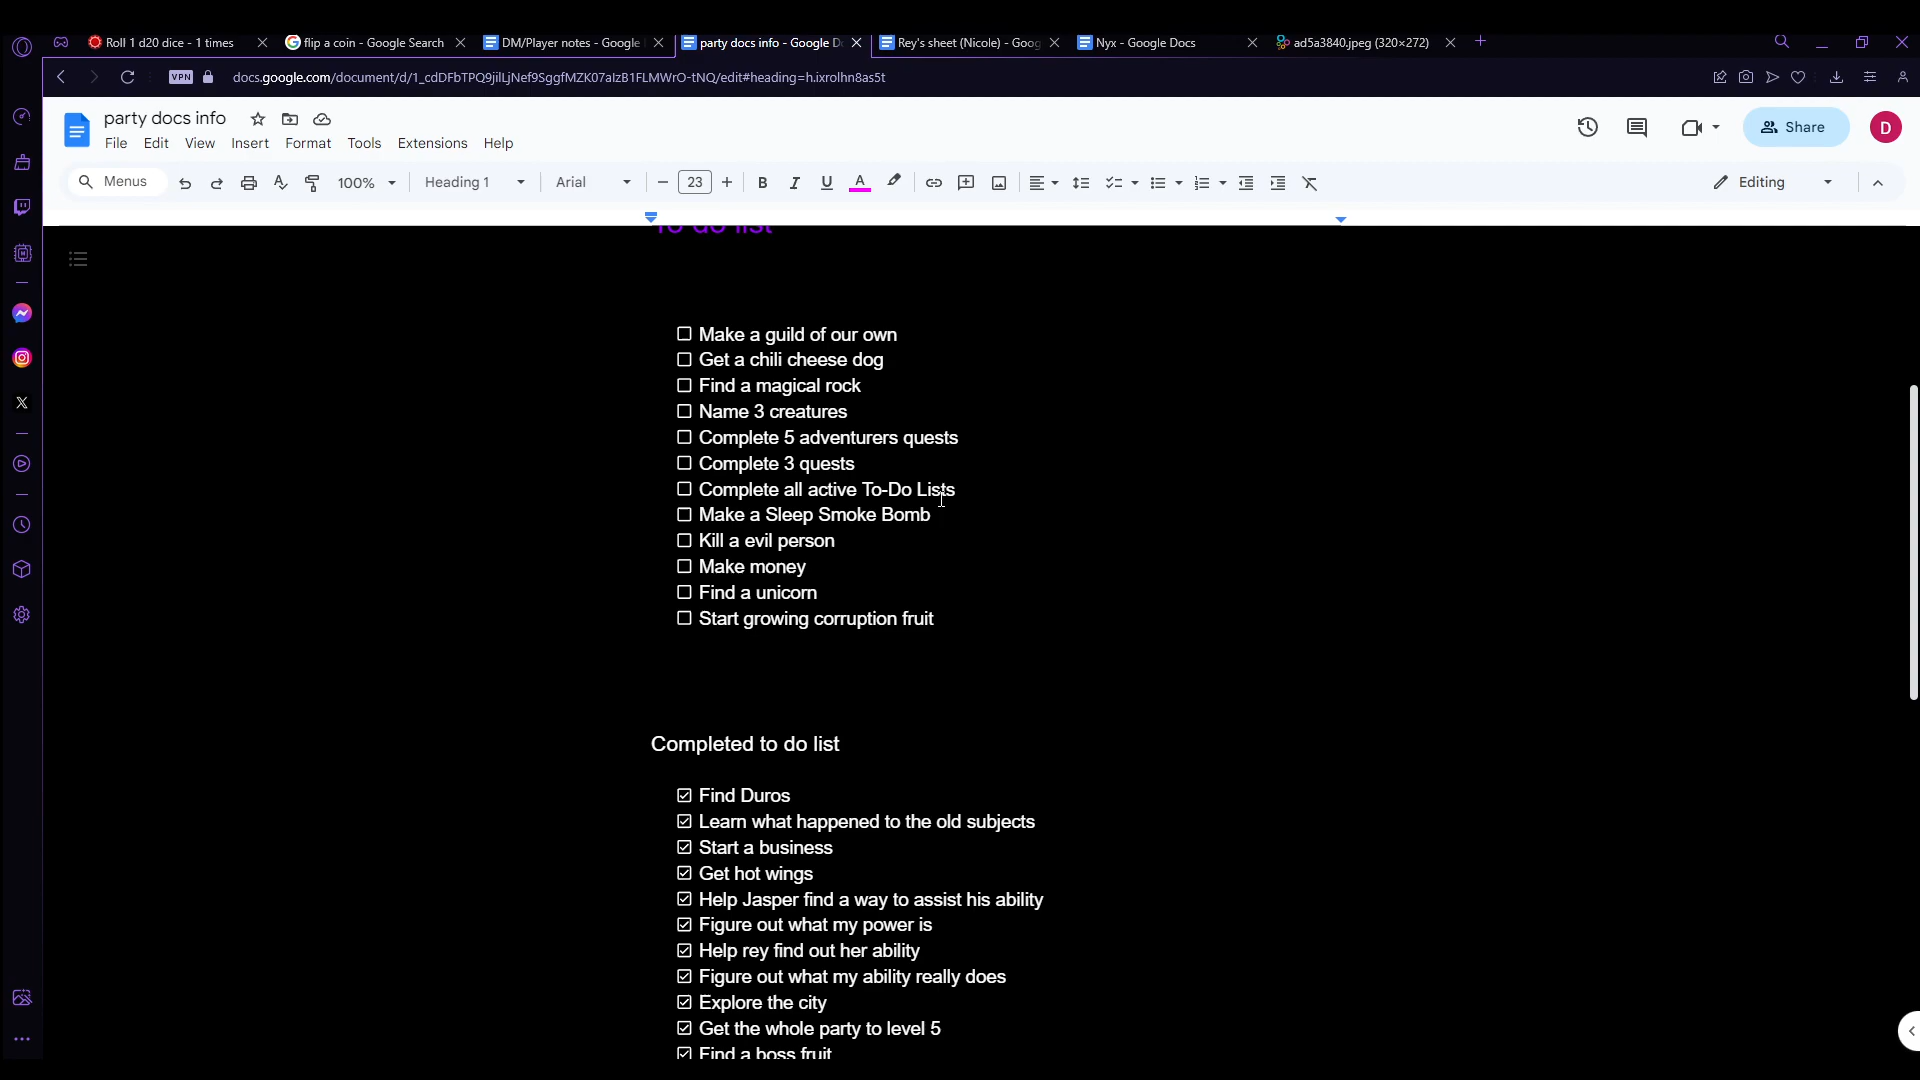 Roll 1 d20 dice - 1 times
flip a coin - Google Search
DM/Player notes - Google
party docs info - Google D
Rey's sheet (Nicole) - Goog
Nyx - Google Docs
ad5a3840.jpeg (320×272)
VPN
docs.google.com/document/d/1_cdDFbTPQ9jilLjNef9SggfMZK07alzB1FLMWrO-tNQ/edit#heading=h.ixrolhn8as5t
party docs info
File Edit View Insert Format Tools Extensions Help
Share
D
Menus
100%
Heading 1
Arial
23
B I U A
Editing
To do list
Make a guild of our own
Get a chili cheese dog
Find a magical rock
Name 3 creatures
Complete 5 adventurers quests
Complete 3 quests
Complete all active To-Do Lists
Make a Sleep Smoke Bomb
Kill a evil person
Make money
Find a unicorn
Start growing corruption fruit
Completed to do list
Find Duros
Learn what happened to the old subjects
Start a business
Get hot wings
Help Jasper find a way to assist his ability
Figure out what my power is
Help rey find out her ability
Figure out what my ability really does
Explore the city
Get the whole party to level 5
Find a boss fruit